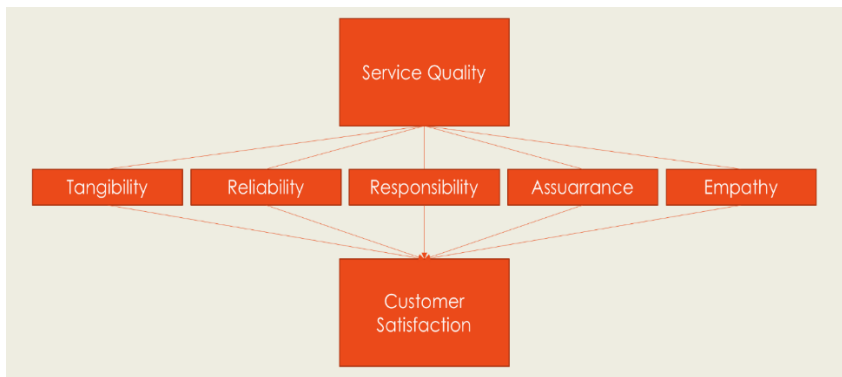 Service Quality
Tangibility
Reliability
Responsibility
Assuarrance
Empathy
Customer
Satisfaction